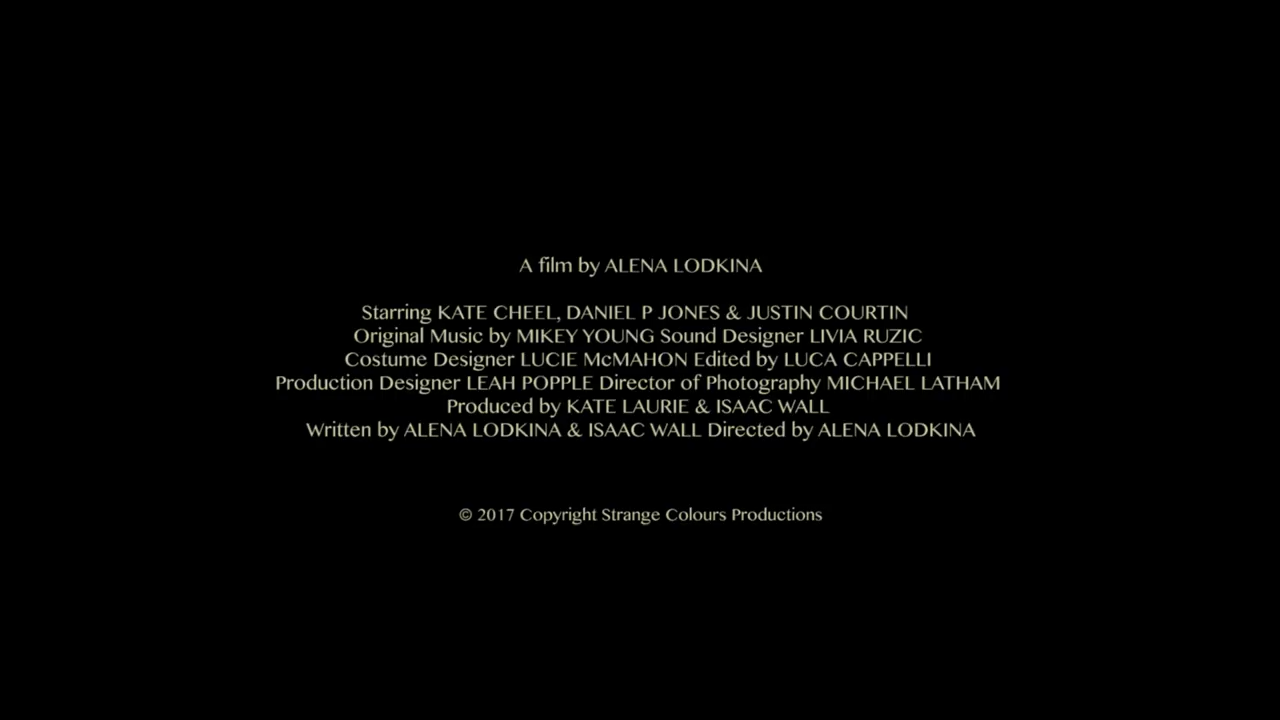 A film by ALENA LODKINA
Starring KATE CHEEL, DANIEL P JONES & JUSTIN COURTIN
Original Music by MIKEY YOUNG Sound Designer LIVIA RUZIC
Costume Designer LUCIE McMAHON Edited by LUCA CAPPELLI
Production Designer LEAH POPPLE Director of Photography MICHAEL LATHAM
Produced by KATE LAURIE & ISAAC WALL
Written by ALENA LODKINA & ISAAC WALL Directed by ALENA LODKINA
© 2017 Copyright Strange Colours Productions